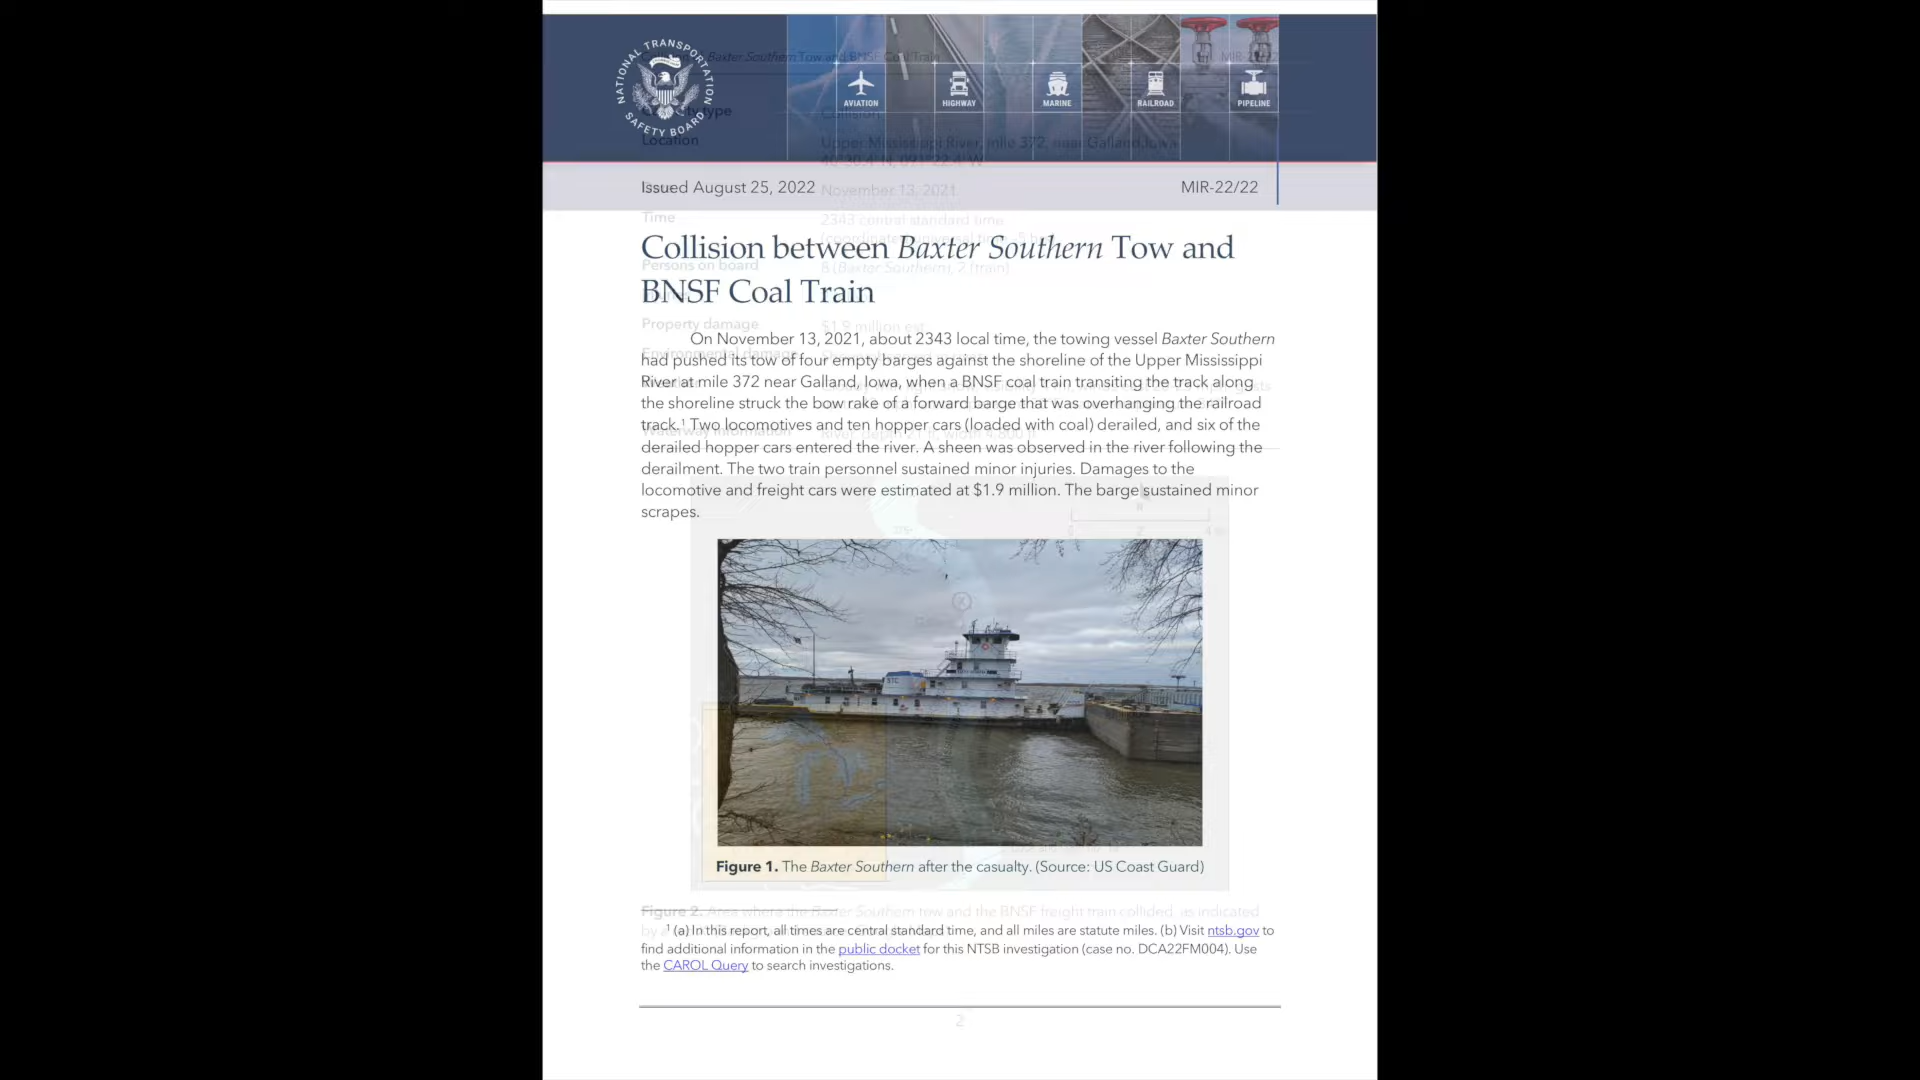 NATIONAL TRANSPORTATION
SAFETY BOARD
AVIATION
HIGHWAY
MARINE
RAILROAD
PIPELINE
Baxter Southern Tow and BNSF Coal Train
type
Collision
Location
Upper Mississippi River, mile 372, near Galland, Iowa
40°30.4' N, 091°22.4' W
Issued August 25, 2022
November 13, 2021
MIR-22/22
Time
2343 central standard time
Collision between Baxter Southern Tow and
BNSF Coal Train
Persons on board
8 (Baxter Southern), 2 (train)
Property damage
$1.9 million est.
On November 13, 2021, about 2343 local time, the towing vessel Baxter Southern
had pushed its tow of four empty barges against the shoreline of the Upper Mississippi
River at mile 372 near Galland, Iowa, when a BNSF coal train transiting the track along
the shoreline struck the bow rake of a forward barge that was overhanging the railroad
track.¹ Two locomotives and ten hopper cars (loaded with coal) derailed, and six of the
Waterway information
derailed hopper cars entered the river. A sheen was observed in the river following the
derailment. The two train personnel sustained minor injuries. Damages to the
locomotive and freight cars were estimated at $1.9 million. The barge sustained minor
scrapes.
STC
Figure 1. The Baxter Southern after the casualty. (Source: US Coast Guard)
Figure 2. Area where the Baxter Southern tow and the BNSF freight train collided, as indicated
by
¹ (a) In this report, all times are central standard time, and all miles are statute miles. (b) Visit ntsb.gov to
find additional information in the public docket for this NTSB investigation (case no. DCA22FM004). Use
the CAROL Query to search investigations.
2